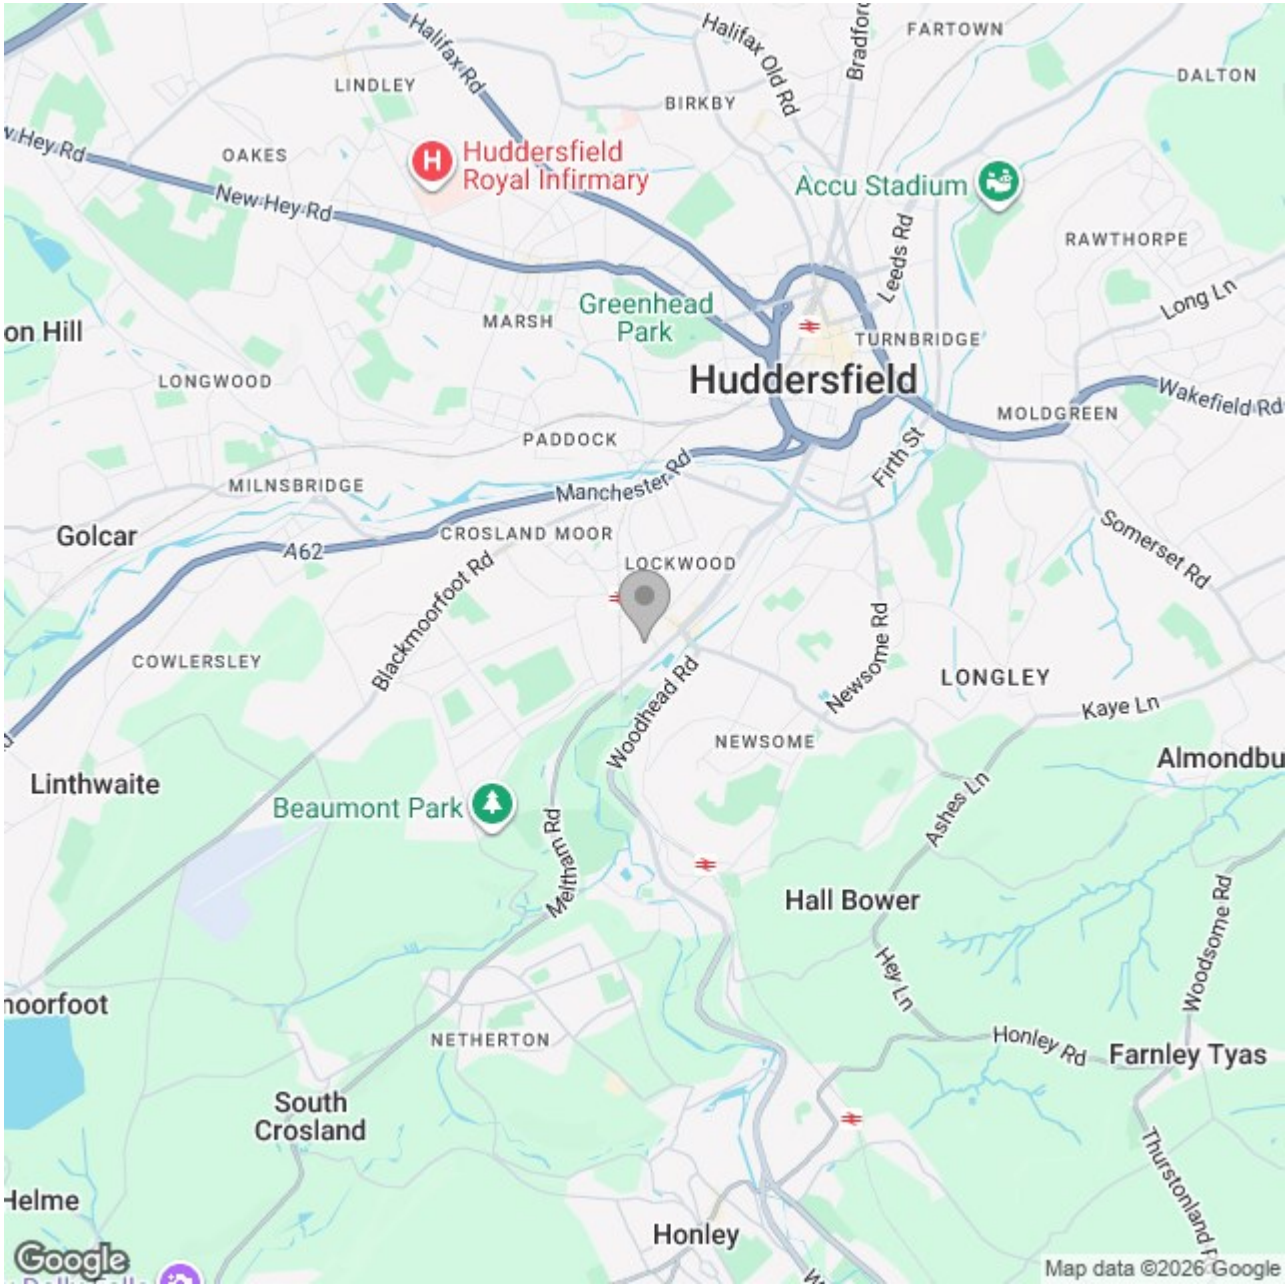 Halifax Rd
Halifax Old Rd
FARTOWN
LINDLEY
DALTON
BIRKBY
OAKES
Huddersfield
Royal Infirmary
Accu Stadium
New Hey Rd
Leeds Rd
RAWTHORPE
Long Ln
Greenhead
Park
MARSH
TURNBRIDGE
on Hill
LONGWOOD
Huddersfield
Wakefield Rd
MOLDGREEN
PADDOCK
Firth St
MILNSBRIDGE
Manchester Rd
Golcar
A62
CROSLAND MOOR
Somerset Rd
LOCKWOOD
Blackmoorfoot Rd
COWLERSLEY
Newsome Rd
LONGLEY
Woodhead Rd
Kaye Ln
NEWSOME
Almondbu
Linthwaite
Beaumont Park
Ashes Ln
Meltham Rd
Hall Bower
Woodsome Rd
Hey Ln
noorfoot
NETHERTON
Honley Rd
Farnley Tyas
South
Crosland
Thurstonland R
Helme
Honley
Google
Map data ©2026 Google